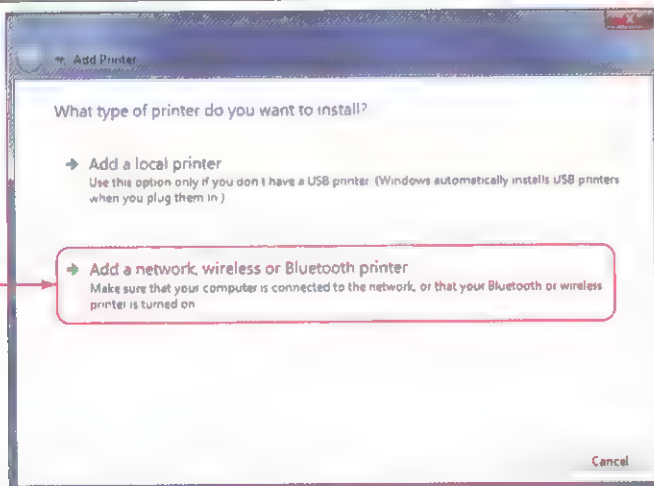 Add Printer
What type of printer do you want to install?
Add a local printer
Use this option only if you don't have a USB printer. (Windows automatically installs USB printers
when you plug them in.)
Add a network, wireless or Bluetooth printer
Make sure that your computer is connected to the network, or that your Bluetooth or wireless
printer is turned on.
Cancel